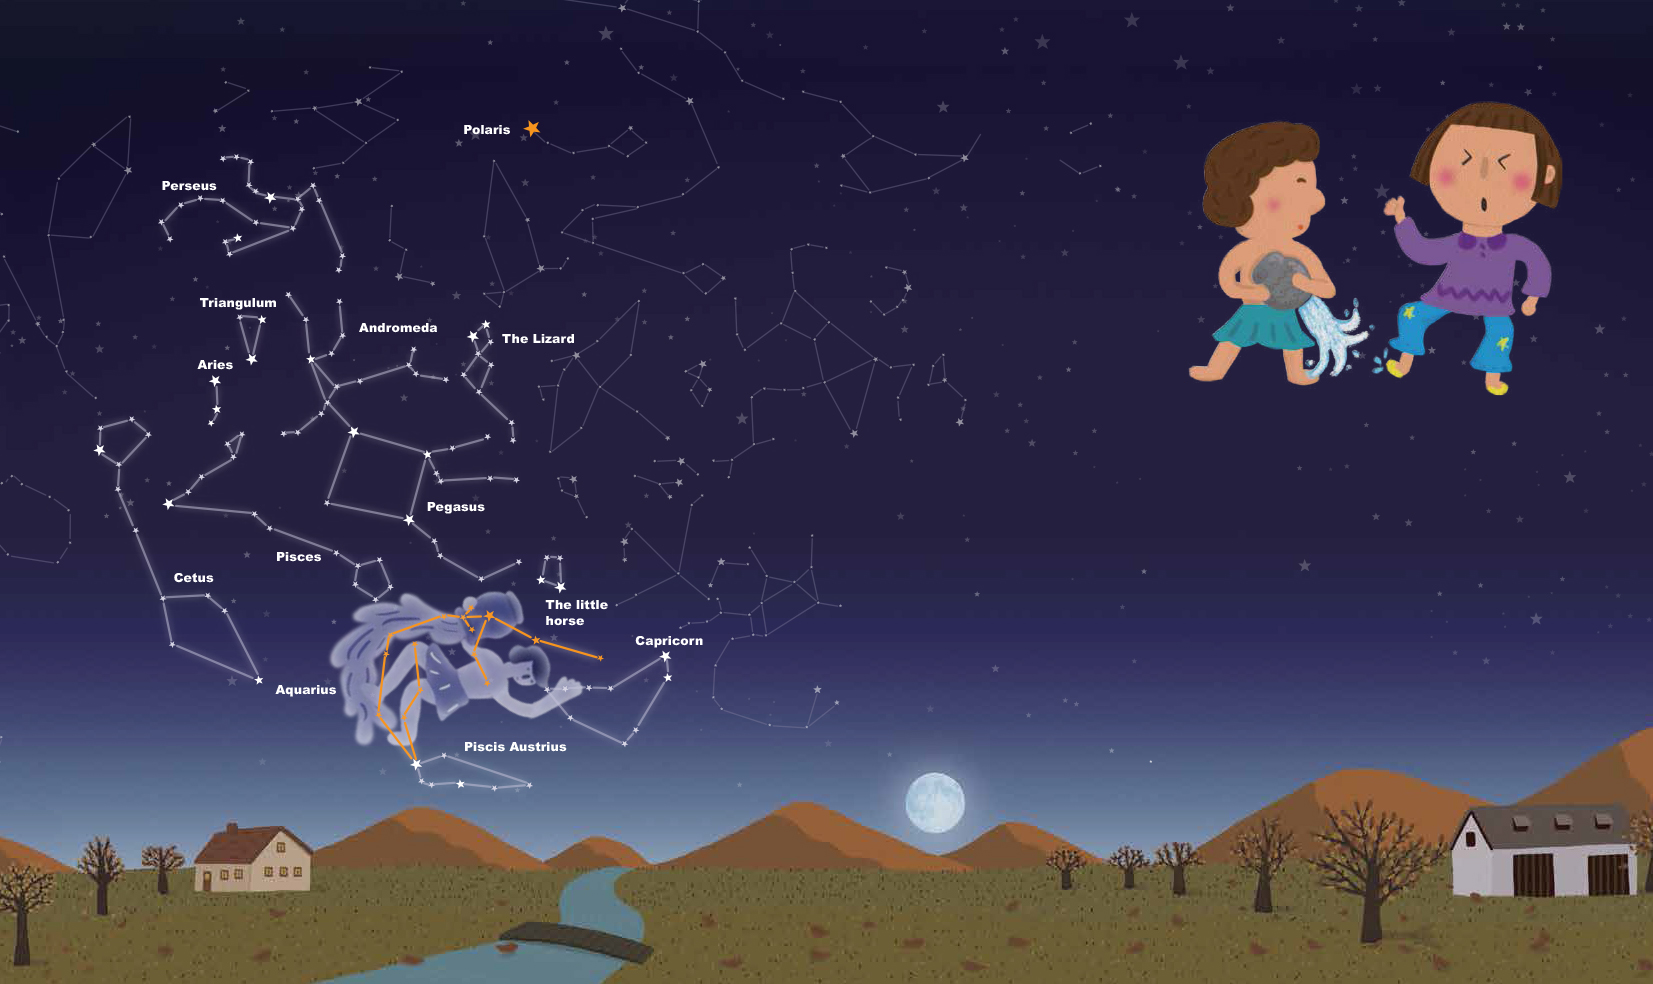 Polaris
Perseus
Triangulum
Andromeda
The Lizard
Aries
Pegasus
Pisces
Cetus
The little
horse
Capricorn
Aquarius
Piscis Austrius